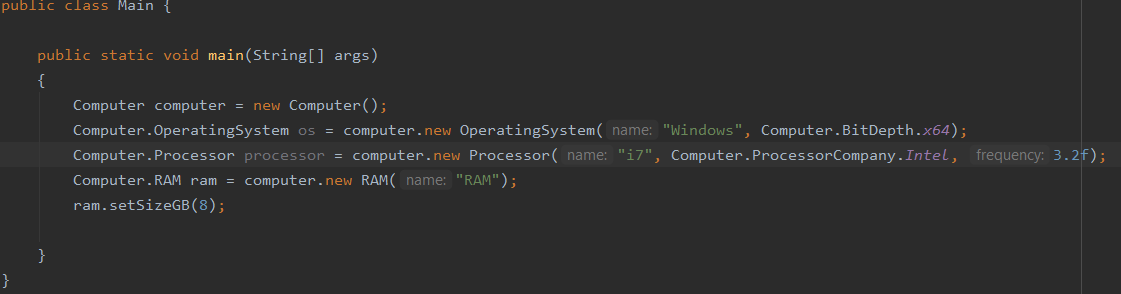 public class Main {
public static void main(String[] args)
{
Computer computer = new Computer();
Computer.OperatingSystem os = computer.new OperatingSystem( name: "Windows", Computer.BitDepth.x64);
Computer.Processor processor = computer.new Processor( name: "i7", Computer.ProcessorCompany.Intel, frequency: 3.2f);
Computer.RAM ram = computer.new RAM( name: "RAM");
ram.setSizeGB(8);
}
}